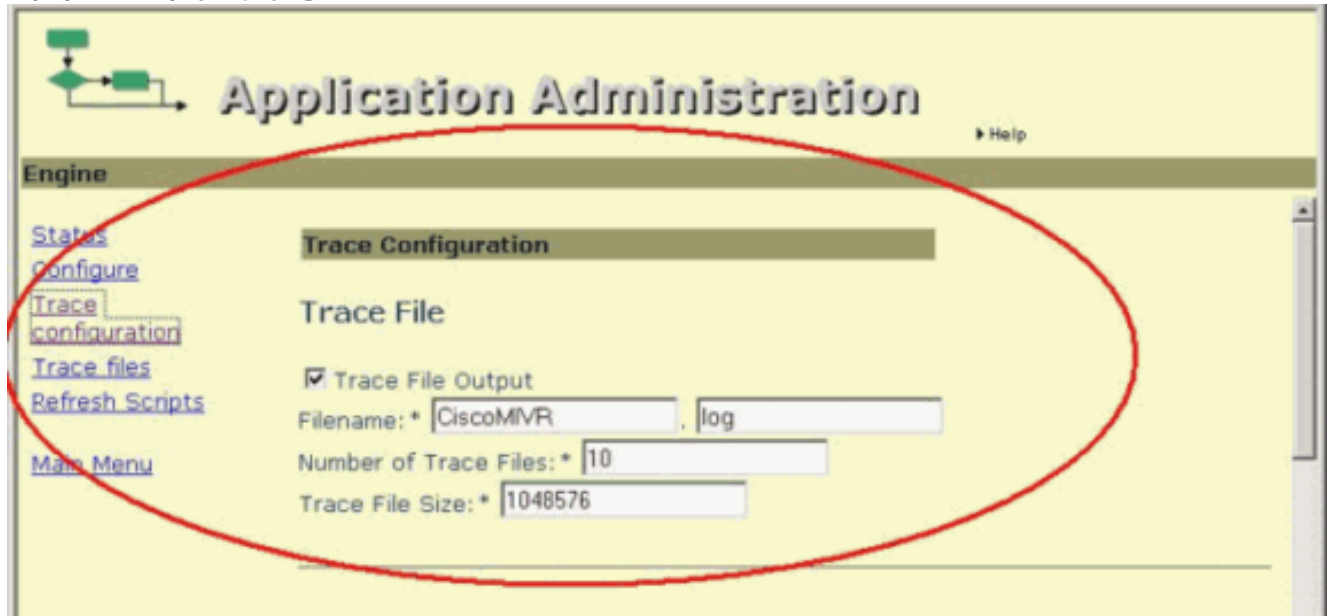 Application Administration
Help
Engine
Status
Configure
Trace
configuration
Trace files
Refresh Scripts
Main Menu
Trace Configuration
Trace File
Trace File Output
Filename: * CiscoMIVR . log
Number of Trace Files: * 10
Trace File Size: * 1048576